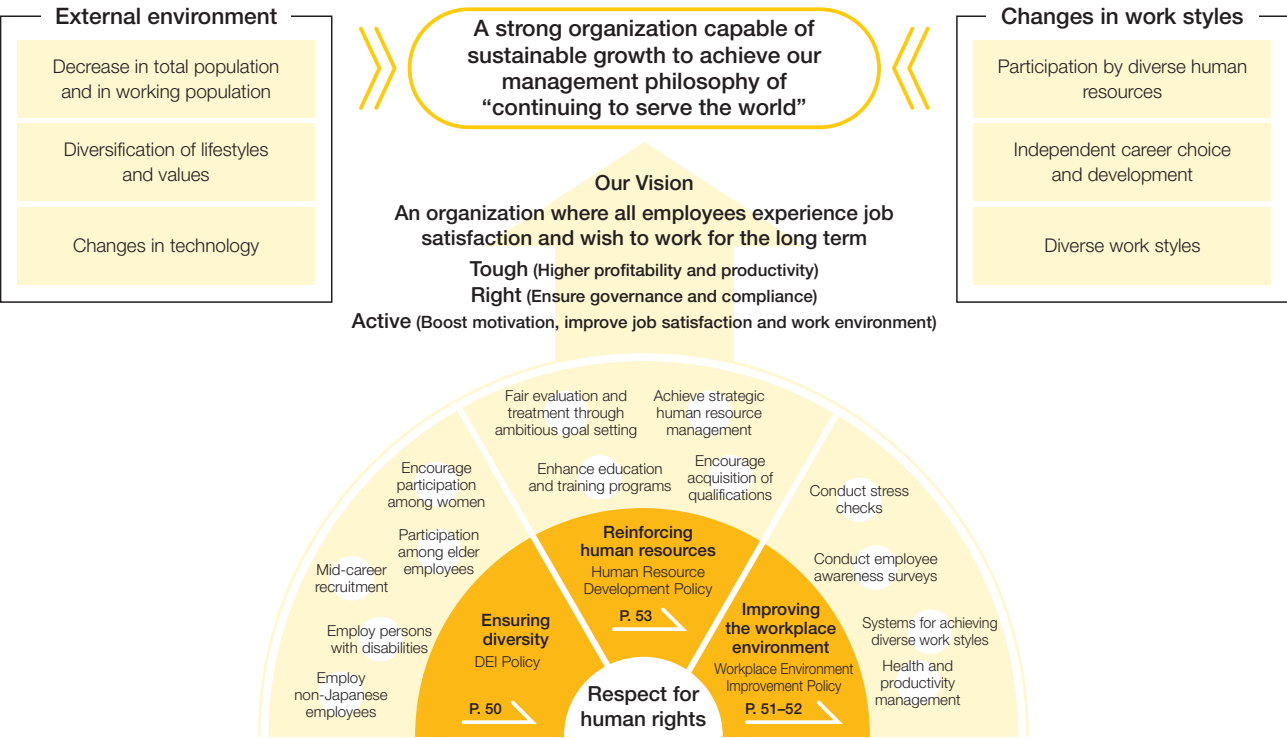 External environment
Decrease in total population
and in working population
Diversification of lifestyles
and values
Changes in technology
A strong organization capable of
sustainable growth to achieve our
management philosophy of
“continuing to serve the world”
Changes in work styles
Participation by diverse human
resources
Independent career choice
and development
Diverse work styles
Our Vision
An organization where all employees experience job
satisfaction and wish to work for the long term
Tough (Higher profitability and productivity)
Right (Ensure governance and compliance)
Active (Boost motivation, improve job satisfaction and work environment)
Encourage
participation
among women
Participation
among elder
employees
Mid-career
recruitment
Employ persons
with disabilities
Employ
non-Japanese
employees
Fair evaluation and
treatment through
ambitious goal setting
Achieve strategic
human resource
management
Enhance education
and training programs
Encourage
acquisition of
qualifications
Conduct stress
checks
Conduct employee
awareness surveys
Systems for achieving
diverse work styles
Health and
productivity
management
Ensuring
diversity
DEI Policy
P. 50
Reinforcing
human resources
Human Resource
Development Policy
P. 53
Improving
the workplace
environment
Workplace Environment
Improvement Policy
P. 51–52
Respect for
human rights